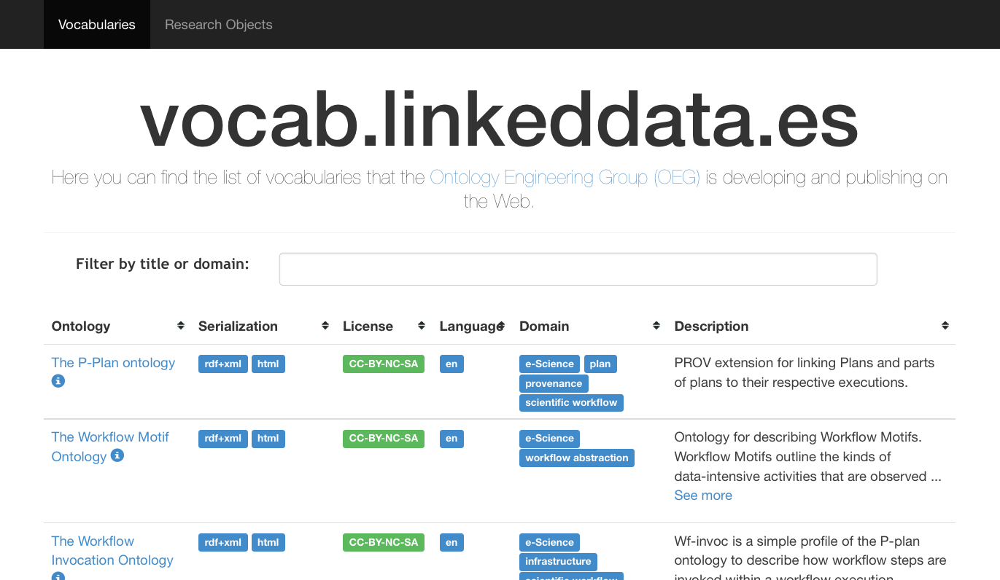 Vocabularies Research Objects
vocab.linkeddata.es
Here you can find the list of vocabularies that the Ontology Engineering Group (OEG) is developing and publishing on
the Web.
Filter by title or domain:
Ontology Serialization License Language Domain Description
The P-Plan ontology rdf+xml html CC-BY-NC-SA en e-Science plan PROV extension for linking Plans and parts
provenance of plans to their respective executions.
scientific workflow
The Workflow Motif rdf+xml html CC-BY-NC-SA en e-Science Ontology for describing Workflow Motifs.
Ontology workflow abstraction Workflow Motifs outline the kinds of
data-intensive activities that are observed ...
See more
The Workflow rdf+xml html CC-BY-NC-SA en e-Science Wf-invoc is a simple profile of the P-plan
Invocation Ontology infrastructure ontology to describe how workflow steps are
scientific workflow invoked within a workflow execution